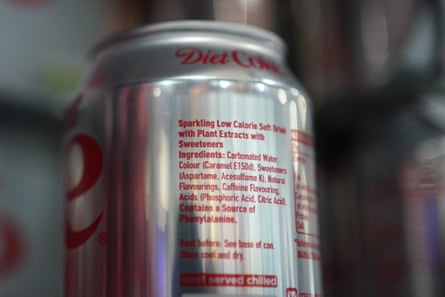 Diet Coke
Sparkling Low Calorie Soft Drink
with Plant Extracts with
Sweeteners
Ingredients: Carbonated Water,
Colour (Caramel E150d), Sweeteners
(Aspartame, Acesulfame K), Natural
Flavourings, Caffeine Flavouring,
Acids (Phosphoric Acid, Citric Acid).
Contains a Source of
Phenylalanine.
Best before: See base of can.
Store cool and dry.
best served chilled
e®